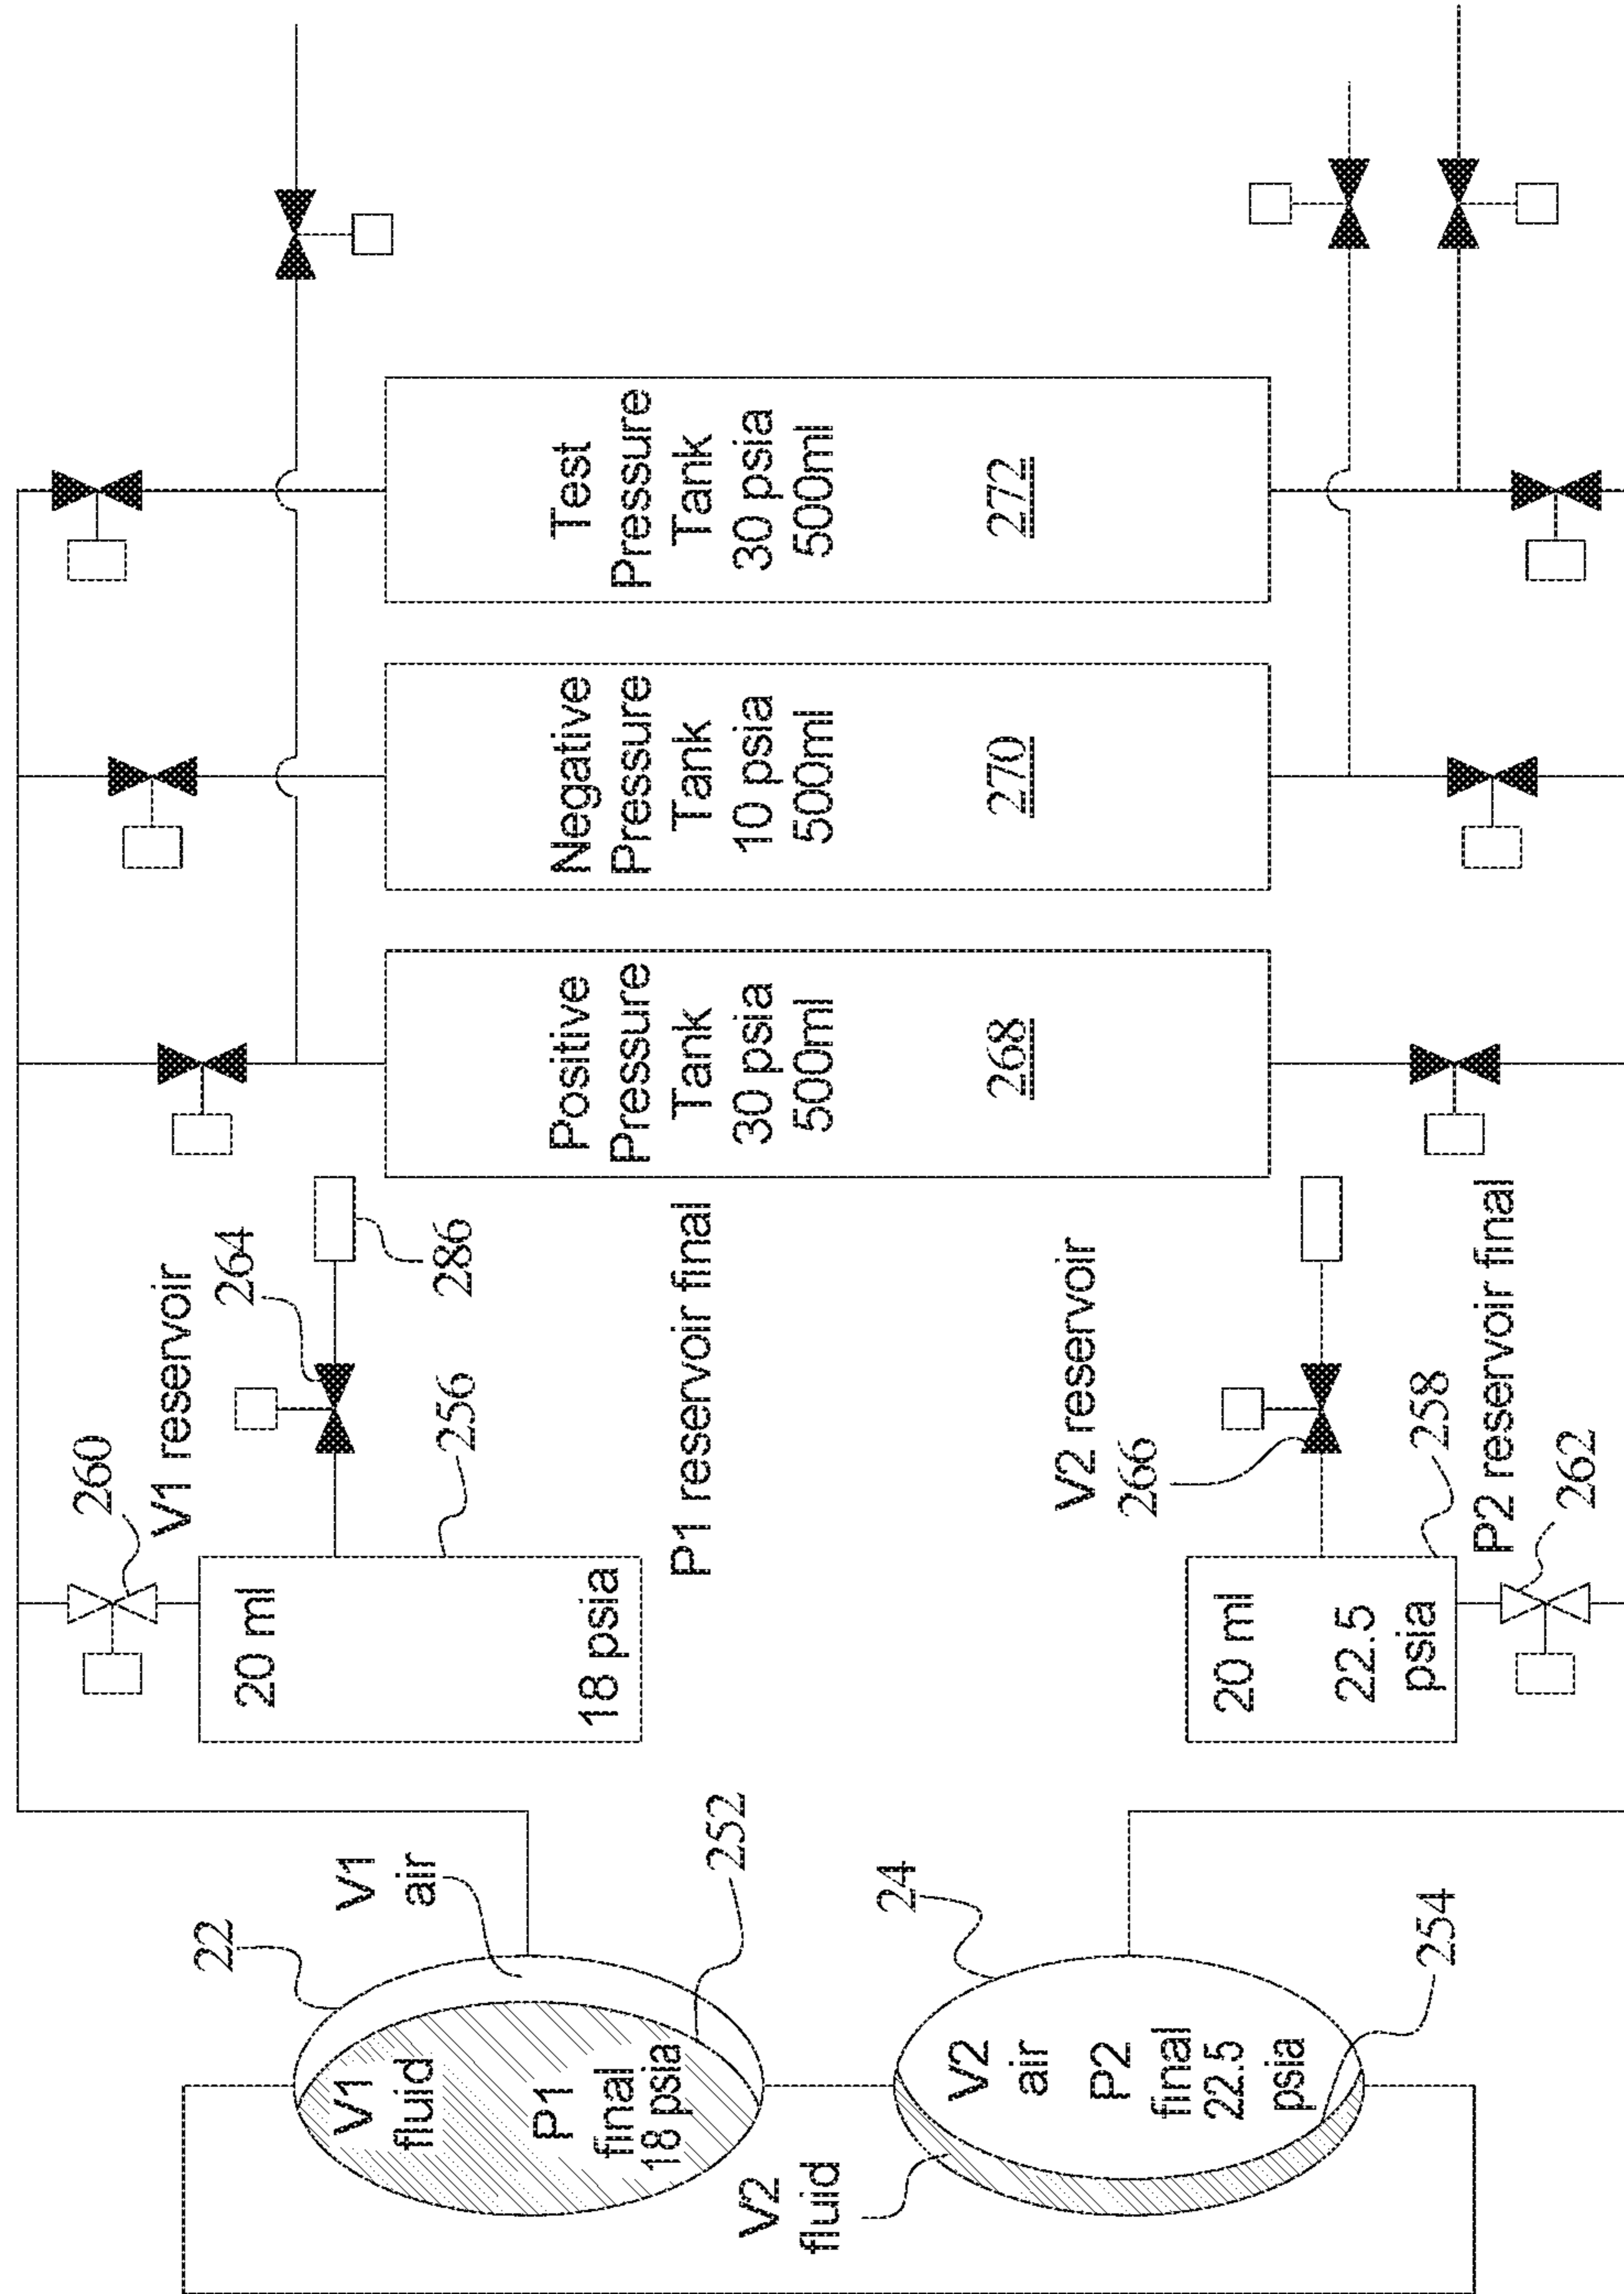 22
V1
air
V1
fluid
P1
final
18 psia
252
V2
fluid
24
V2
air
P2
final
22.5
psia
254
260
V1 reservoir
264
20 ml
18 psia
256
286
P1 reservoir final
V2 reservoir
266
20 ml
22.5
psia
258
P2 reservoir final
262
Positive
Pressure
Tank
30 psia
500ml
268
Negative
Pressure
Tank
10 psia
500ml
270
Test
Pressure
Tank
30 psia
500ml
272